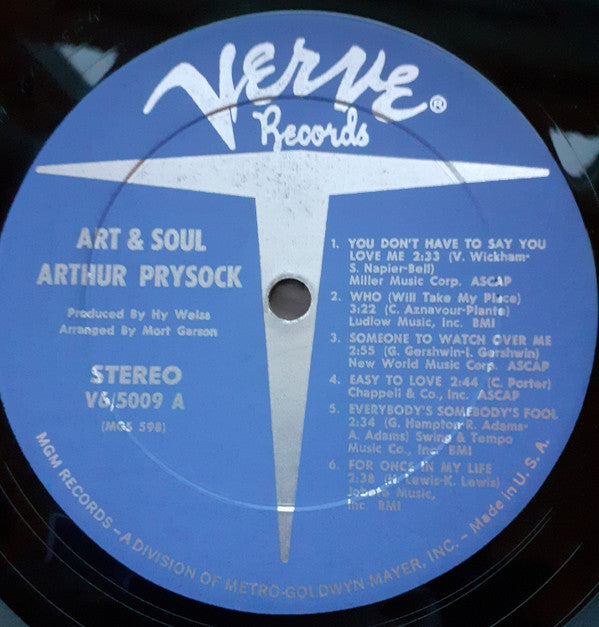 Verve®
Records
ART & SOUL
ARTHUR PRYSOCK
Produced By Hy Weiss
Arranged By Mort Garson
STEREO
V6/5009 A
(MGS 598)
1. YOU DON'T HAVE TO SAY YOU
LOVE ME 2:33 (V. Wickham-
S. Napier-Bell)
Miller Music Corp. ASCAP
2. WHO (Will Take My Place)
3:22 (C. Aznavour-Plante)
Ludlow Music, Inc. BMI
3. SOMEONE TO WATCH OVER ME
2:55 (G. Gershwin-I. Gershwin)
New World Music Corp. ASCAP
4. EASY TO LOVE 2:44 (C. Porter)
Chappell & Co., Inc. ASCAP
5. EVERYBODY'S SOMEBODY'S FOOL
2:34 (G. Hampton-R. Adams-
A. Adams) Swing & Tempo
Music Co., Inc. BMI
6. FOR ONCE IN MY LIFE
2:38 (H. Lewis-K. Lewis)
Music,
Inc. BMI
MGM RECORDS – A DIVISION OF METRO-GOLDWYN-MAYER, INC. – Made in U. S. A.